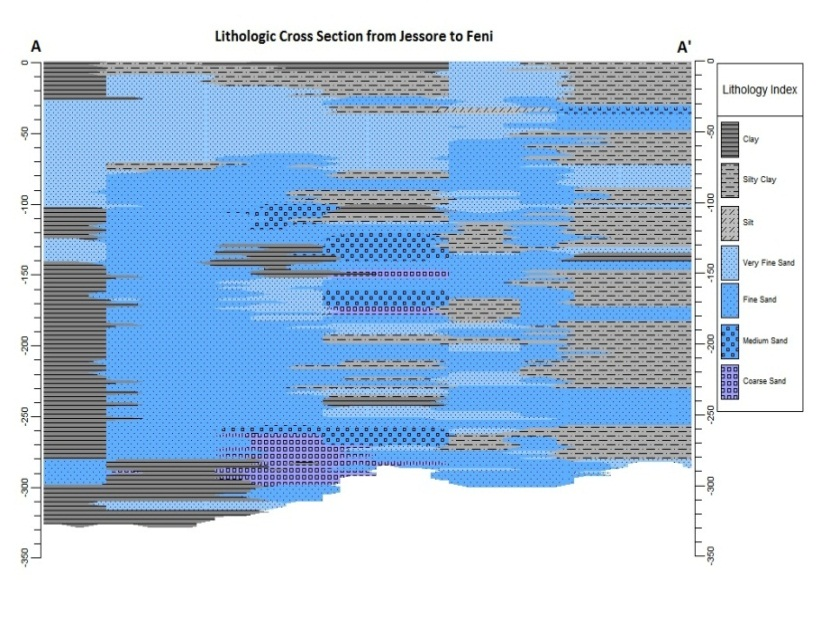 Lithologic Cross Section from Jessore to Feni
A
A'
0
-50
-100
-150
-200
-250
-300
-350
0
-50
-100
-150
-200
-250
-300
-350
Lithology Index
Clay
Silty Clay
Silt
Very Fine Sand
Fine Sand
Medium Sand
Coarse Sand